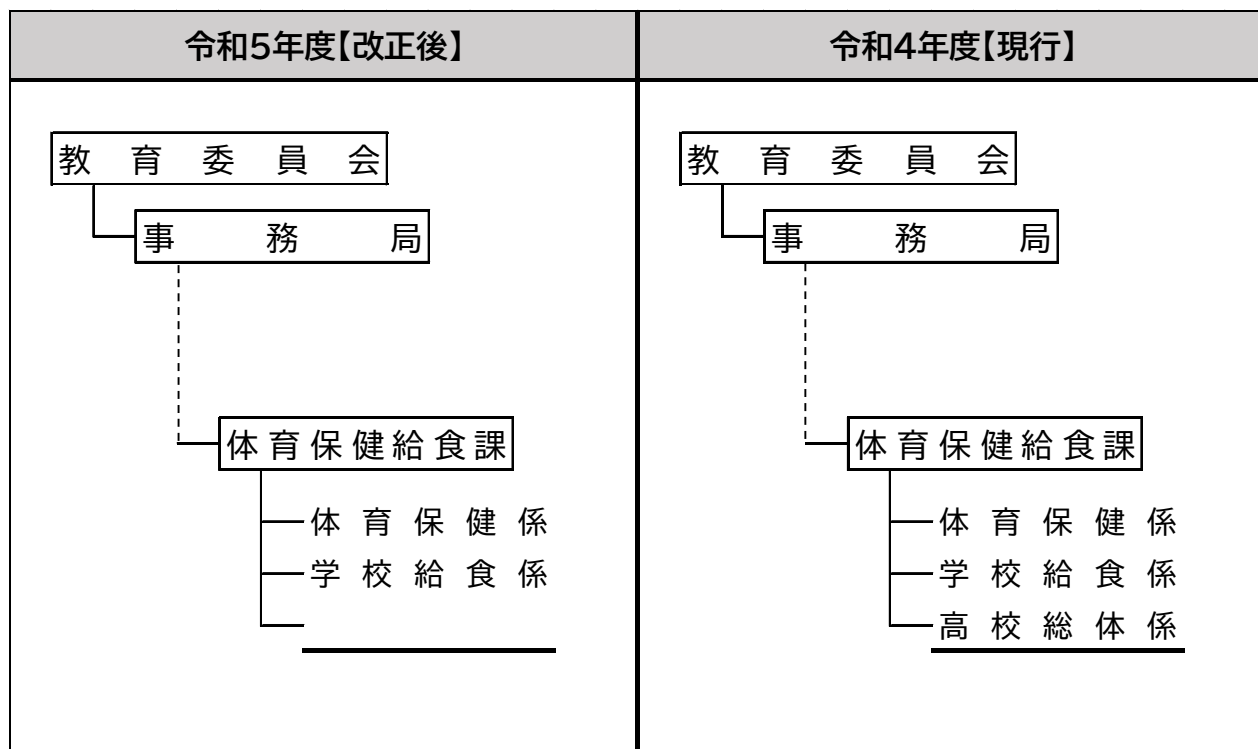 令和5年度【改正後】
教育委員会
事務局
体育保健給食課
体育保健係
学校給食係
令和4年度【現行】
教育委員会
事務局
体育保健給食課
体育保健係
学校給食係
高校総体係